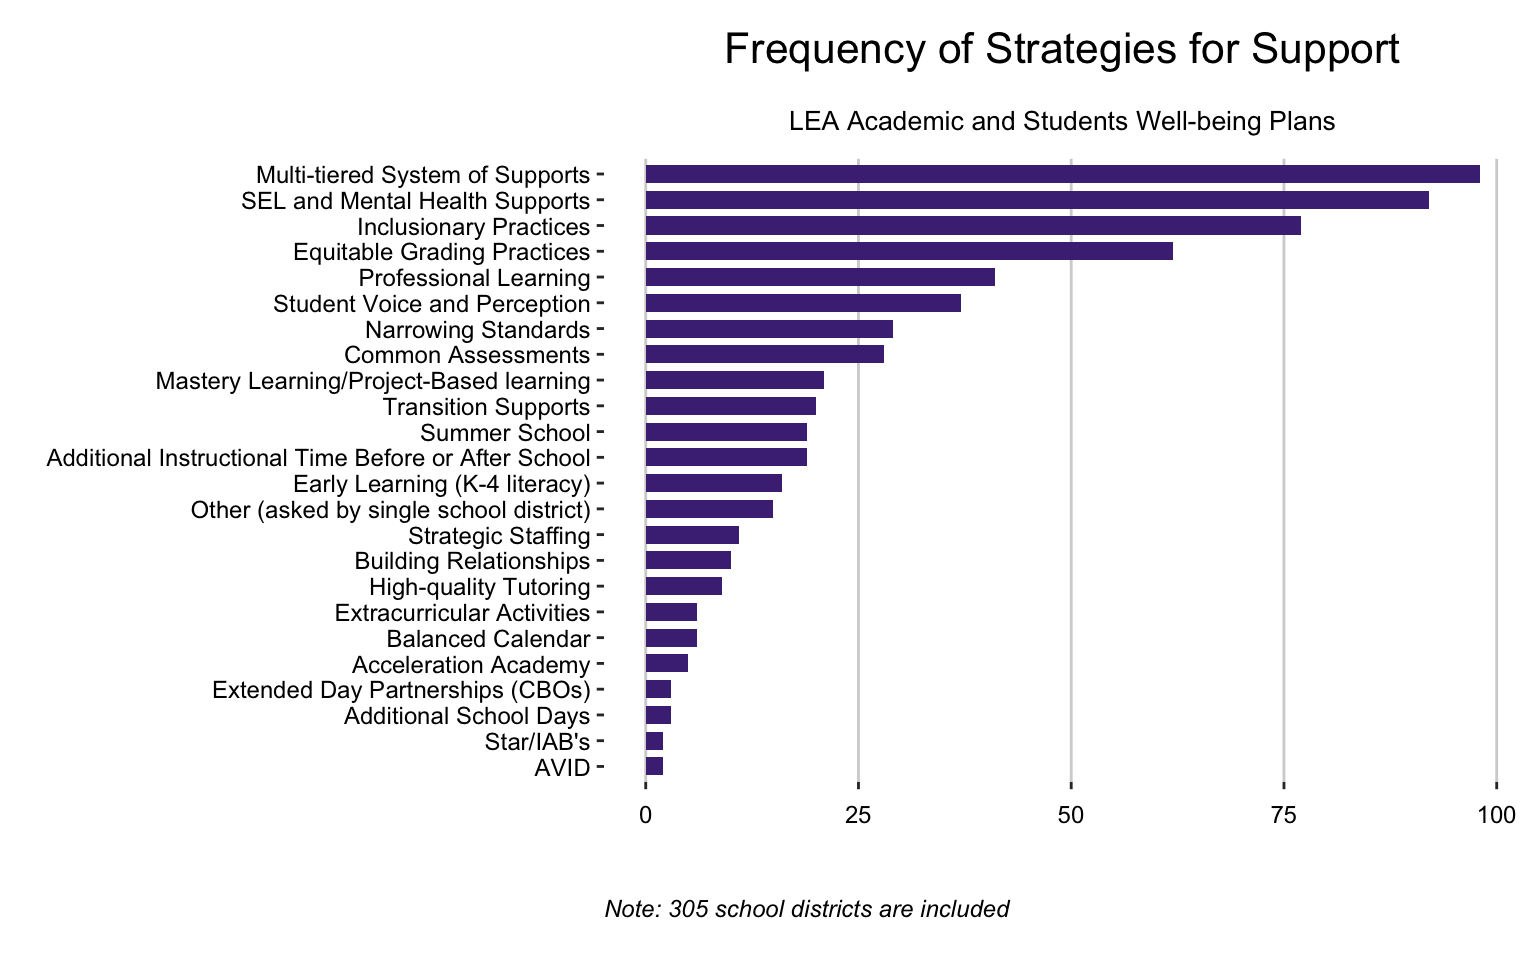 Frequency of Strategies for Support
LEA Academic and Students Well-being Plans
Multi-tiered System of Supports
SEL and Mental Health Supports
Inclusionary Practices
Equitable Grading Practices
Professional Learning
Student Voice and Perception
Narrowing Standards
Common Assessments
Mastery Learning/Project-Based learning
Transition Supports
Summer School
Additional Instructional Time Before or After School
Early Learning (K-4 literacy)
Other (asked by single school district)
Strategic Staffing
Building Relationships
High-quality Tutoring
Extracurricular Activities
Balanced Calendar
Acceleration Academy
Extended Day Partnerships (CBOs)
Additional School Days
Star/IAB's
AVID
0 25 50 75 100
Note: 305 school districts are included